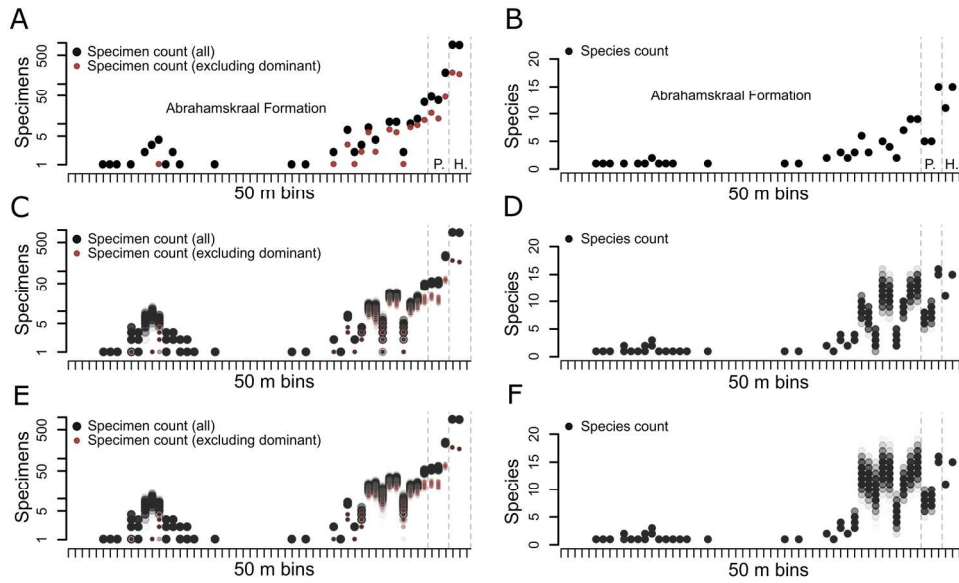 A
Specimens
500
50
5
1
Specimen count (all)
Specimen count (excluding dominant)
Abrahamskraal Formation
P.
H.
50 m bins
B
Species
20
15
10
5
0
Species count
Abrahamskraal Formation
P.
H.
50 m bins
C
Specimens
500
50
5
1
Specimen count (all)
Specimen count (excluding dominant)
50 m bins
D
Species
20
15
10
5
0
Species count
50 m bins
E
Specimens
500
50
5
1
Specimen count (all)
Specimen count (excluding dominant)
50 m bins
F
Species
20
15
10
5
0
Species count
50 m bins